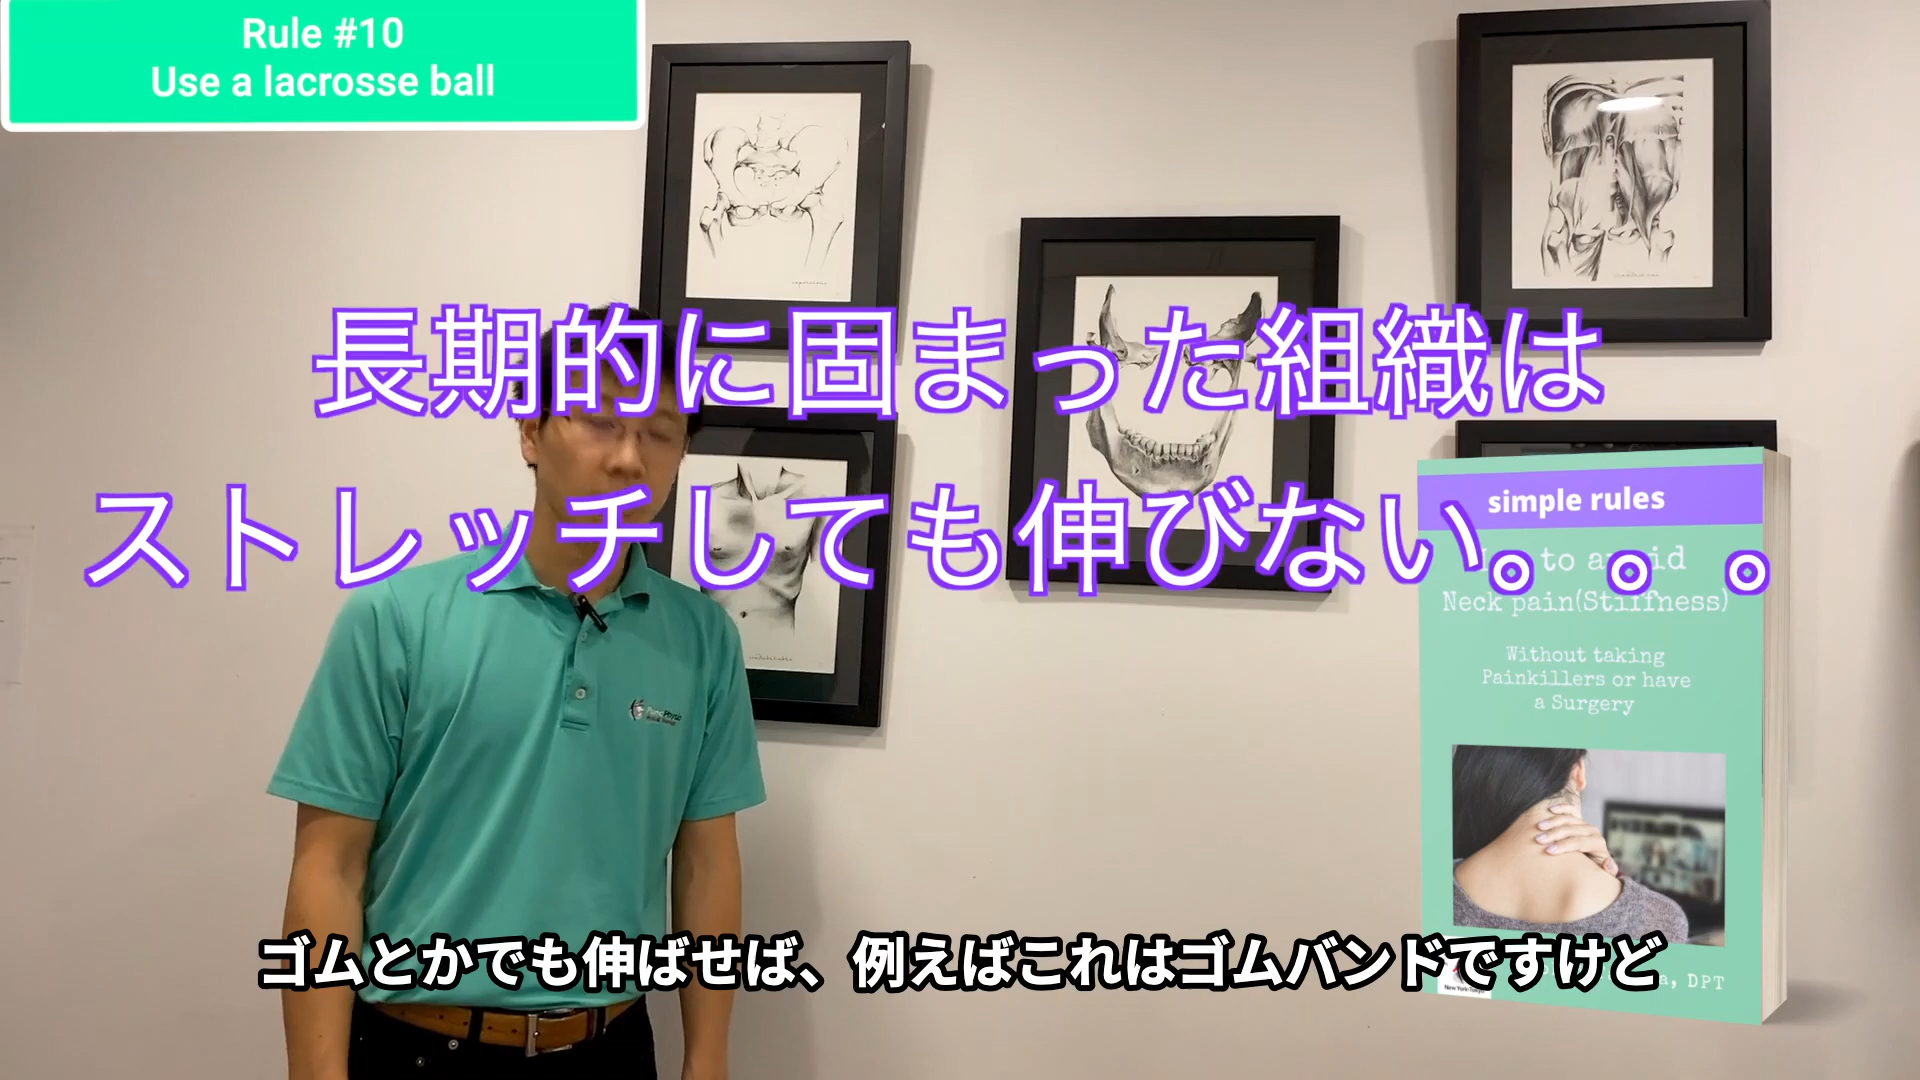 Rule #10
Use a lacrosse ball
長期的に固まった組織は
ストレッチしても伸びない。。。
simple rules
Neck pain(Stiffness)
Without taking
Painkillers or have
a Surgery
DPT
New York/Tokyo
ゴムとかでも伸ばせば、例えばこれはゴムバンドですけど